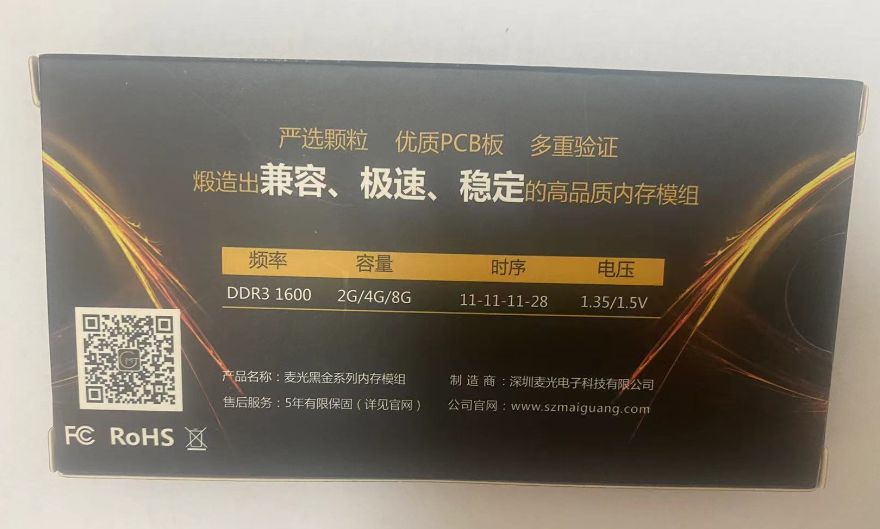 严选颗粒 优质PCB板 多重验证
煅造出兼容、极速、稳定的高品质内存模组
频率 容量 时序 电压
DDR3 1600 2G/4G/8G 11-11-11-28 1.35/1.5V
产品名称：麦光黑金系列内存模组 制造商：深圳麦光电子科技有限公司
售后服务：5年有限保固（详见官网） 公司官网：www.szmaiguang.com
FC RoHS